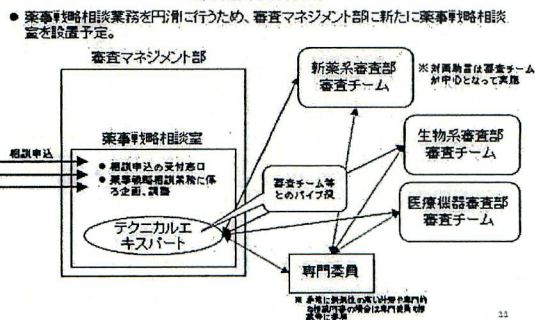 ● 薬事戦略相談業務を円滑に行うため、審査マネジメント部に新たに薬事戦略相談
室を設置予定。
審査マネジメント部
新薬系審査部
審査チーム
※ 対面助言は審査チーム
が中心となって実施
薬事戦略相談室
生物系審査部
審査チーム
相談申込
● 相談申込の受付窓口
● 薬事戦略相談業務に係
る企画、調整
審査チーム等
とのパイプ役
医療機器審査部
審査チーム
テクニカルエ
キスパート
専門委員
11